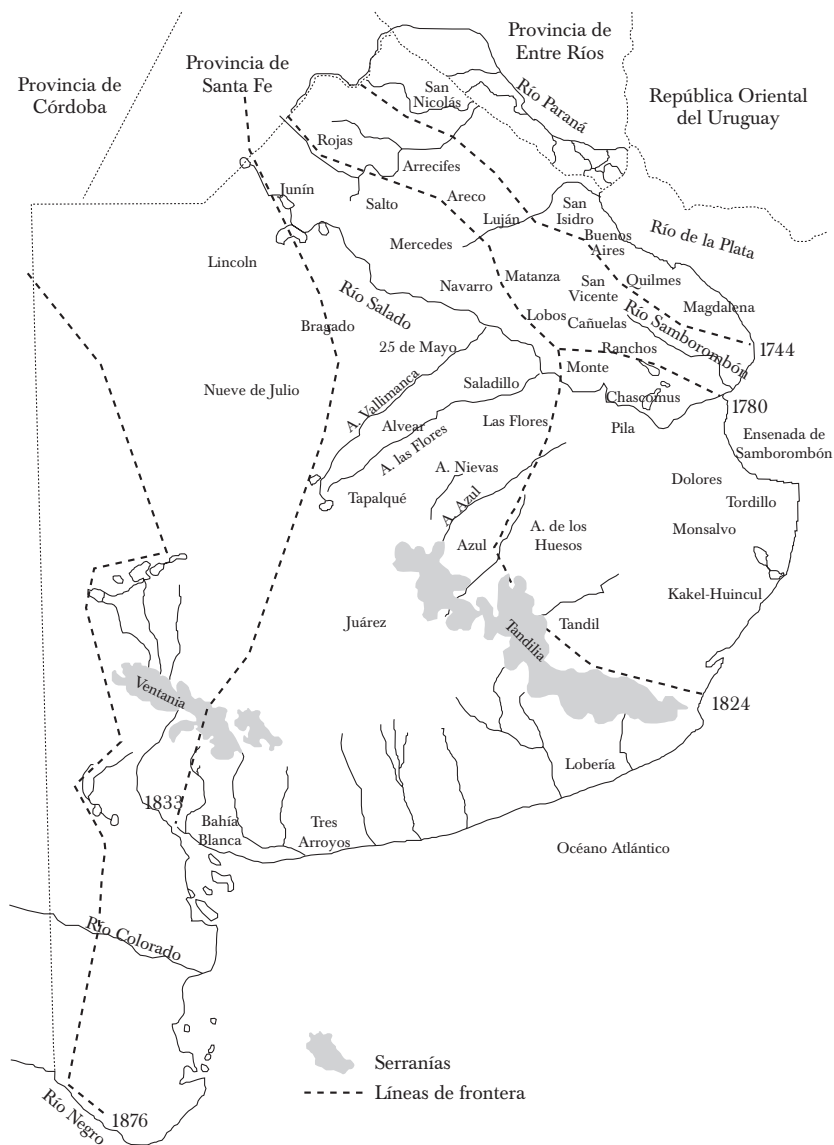 Provincia de
Entre Ríos
Provincia de
Santa Fe
Provincia de
Córdoba
República Oriental
del Uruguay
San
Nicolás
Río Paraná
Rojas
Arrecifes
Junín
Salto
Areco
San
Isidro
Luján
Río de la Plata
Buenos
Aires
Mercedes
Lincoln
Navarro
Matanza
San
Vicente
Quilmes
Río Salado
Magdalena
Río Samborombón
Lobos
Cañuelas
Bragado
25 de Mayo
Ranchos
1744
Monte
Nueve de Julio
A. Vallimanca
Saladillo
Chascomús
1780
Alvear
Las Flores
Pila
Ensenada de
Samborombón
A. las Flores
A. Nievas
Dolores
Tapalqué
A. Azul
Tordillo
A. de los
Huesos
Monsalvo
Azul
Kakel-Huincul
Juárez
Tandilia
Tandil
Ventania
1824
Lobería
1833
Bahía
Blanca
Tres
Arroyos
Océano Atlántico
Río Colorado
Serranías
Líneas de frontera
Río Negro
1876